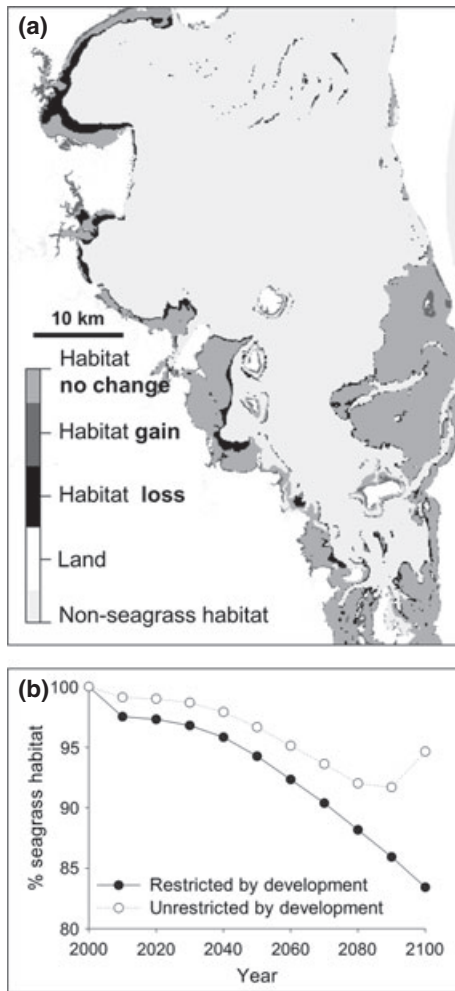 (a)
10 km
Habitat
no change
Habitat gain
Habitat loss
Land
Non-seagrass habitat
(b)
100
95
90
85
80
% seagrass habitat
Restricted by development
Unrestricted by development
2000 2020 2040 2060 2080 2100
Year